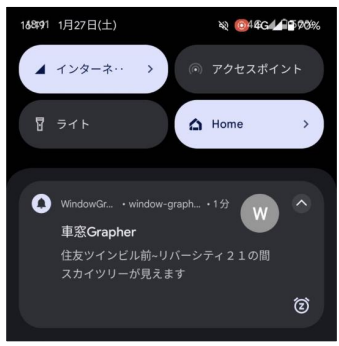 1月27日(土)
70%
インターネ‥
アクセスポイント
ライト
Home
WindowGr... • window-graph... • 1分
W
車窓Grapher
住友ツインビル前~リバーシティ２１の間
スカイツリーが見えます